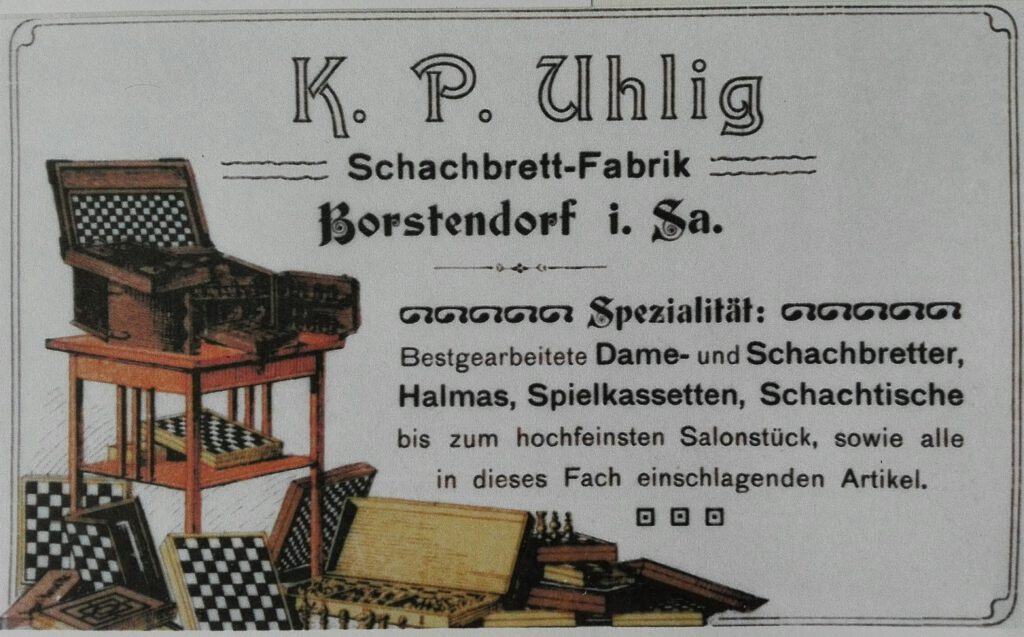 K. P. Uhlig
Schachbrett-Fabrik
Borstendorf i. Sa.
Spezialität:
Bestgearbeitete Dame- und Schachbretter,
Halmas, Spielkassetten, Schachtische
bis zum hochfeinsten Salonstück, sowie alle
in dieses Fach einschlagenden Artikel.